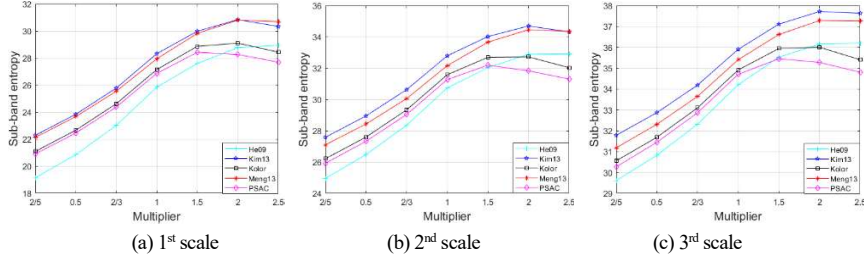 32
30
28
26
24
22
20
18
Sub-band entropy
2/5 0.5 2/3 1 1.5 2 2.5
Multiplier
He09
Kim13
Kolor
Meng13
PSAC
(a) 1st scale
36
34
32
30
28
26
24
Sub-band entropy
2/5 0.5 2/3 1 1.5 2 2.5
Multiplier
He09
Kim13
Kolor
Meng13
PSAC
(b) 2nd scale
38
37
36
35
34
33
32
31
30
29
Sub-band entropy
2/5 0.5 2/3 1 1.5 2 2.5
Multiplier
He09
Kim13
Kolor
Meng13
PSAC
(c) 3rd scale